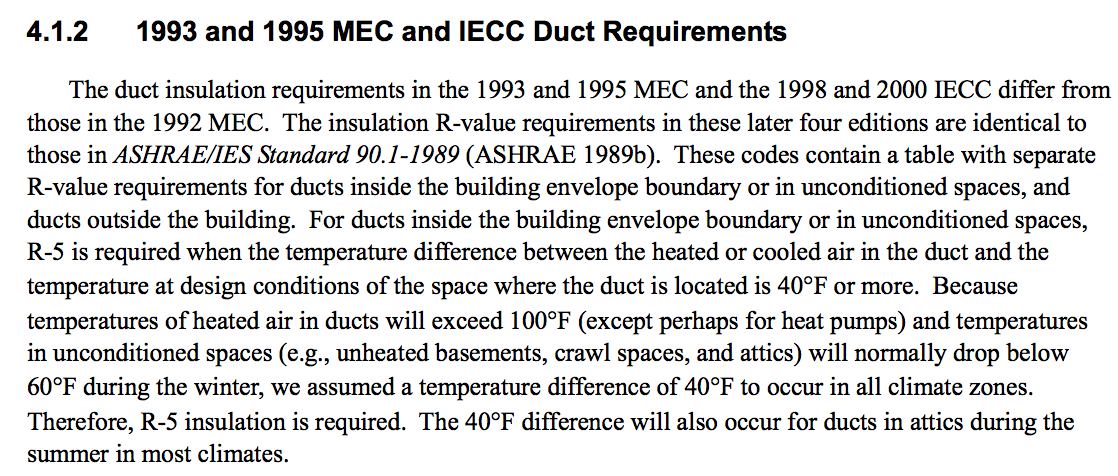 4.1.2 1993 and 1995 MEC and IECC Duct Requirements
The duct insulation requirements in the 1993 and 1995 MEC and the 1998 and 2000 IECC differ from
those in the 1992 MEC. The insulation R-value requirements in these later four editions are identical to
those in ASHRAE/IES Standard 90.1-1989 (ASHRAE 1989b). These codes contain a table with separate
R-value requirements for ducts inside the building envelope boundary or in unconditioned spaces, and
ducts outside the building. For ducts inside the building envelope boundary or in unconditioned spaces,
R-5 is required when the temperature difference between the heated or cooled air in the duct and the
temperature at design conditions of the space where the duct is located is 40°F or more. Because
temperatures of heated air in ducts will exceed 100°F (except perhaps for heat pumps) and temperatures
in unconditioned spaces (e.g., unheated basements, crawl spaces, and attics) will normally drop below
60°F during the winter, we assumed a temperature difference of 40°F to occur in all climate zones.
Therefore, R-5 insulation is required. The 40°F difference will also occur for ducts in attics during the
summer in most climates.